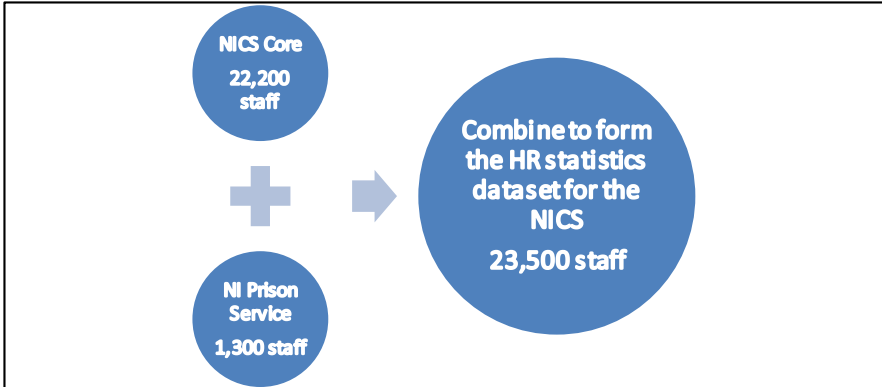 NICS Core
22,200
staff
NI Prison
Service
1,300 staff
Combine to form
the HR statistics
dataset for the
NICS
23,500 staff